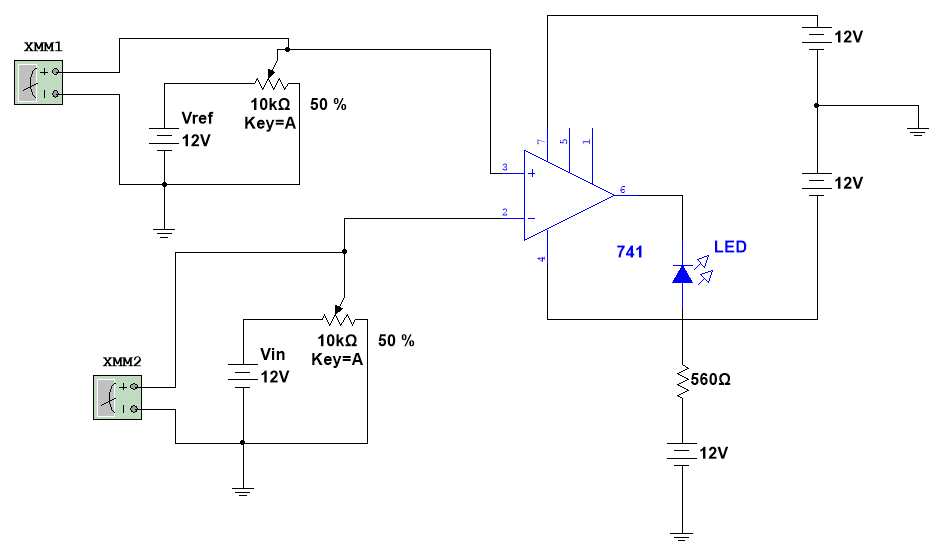 XMM1
10kΩ
Key=A
50 %
Vref
12V
12V
12V
7
5
1
3
2
6
4
741
LED
XMM2
10kΩ
Key=A
50 %
Vin
12V
560Ω
12V